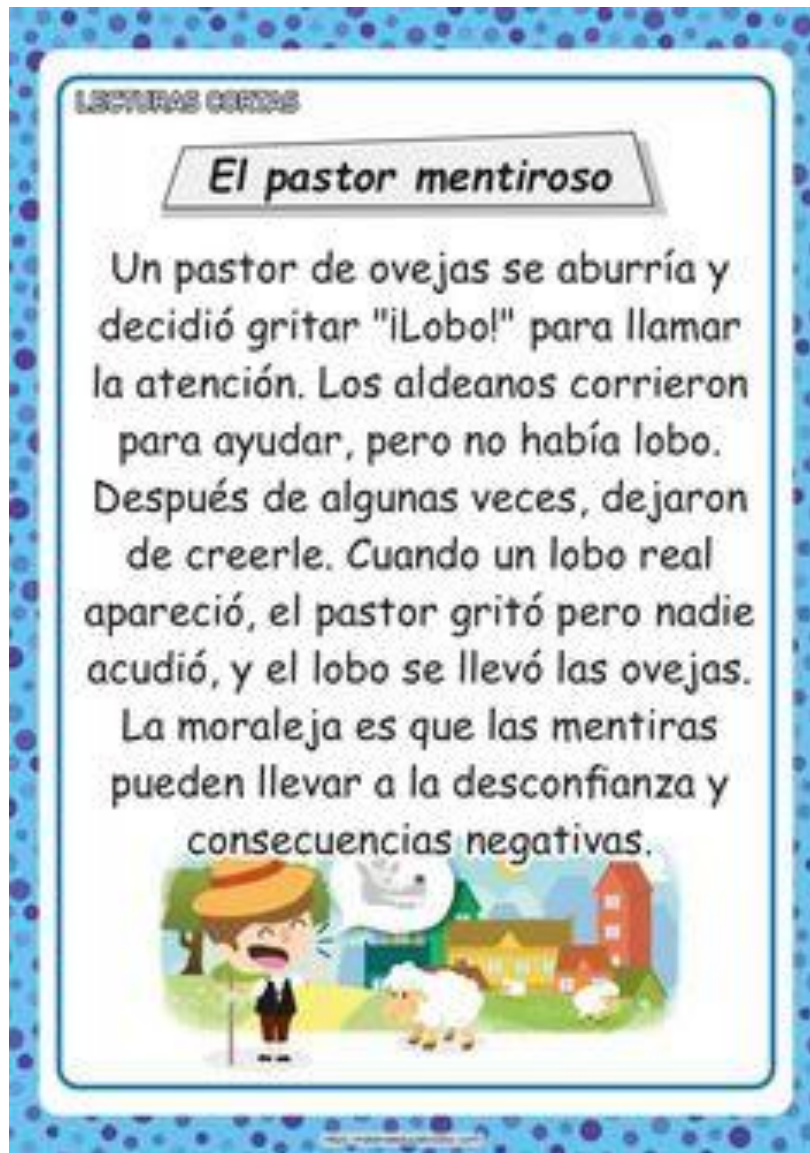 LECTURAS CORTAS
El pastor mentiroso
Un pastor de ovejas se aburría y
decidió gritar "¡Lobo!" para llamar
la atención. Los aldeanos corrieron
para ayudar, pero no había lobo.
Después de algunas veces, dejaron
de creerle. Cuando un lobo real
apareció, el pastor gritó pero nadie
acudió, y el lobo se llevó las ovejas.
La moraleja es que las mentiras
pueden llevar a la desconfianza y
consecuencias negativas.